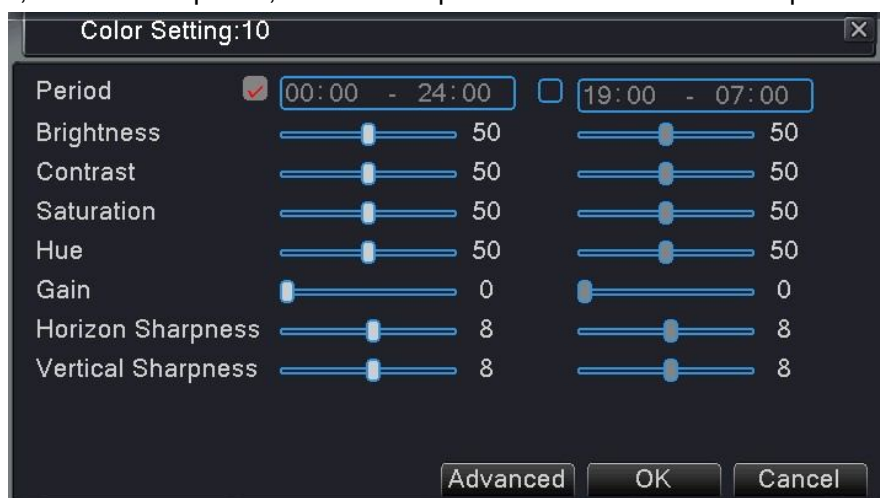 Color Setting:10
Period 00:00 - 24:00 19:00 - 07:00
Brightness 50 50
Contrast 50 50
Saturation 50 50
Hue 50 50
Gain 0 0
Horizon Sharpness 8 8
Vertical Sharpness 8 8
Advanced OK Cancel